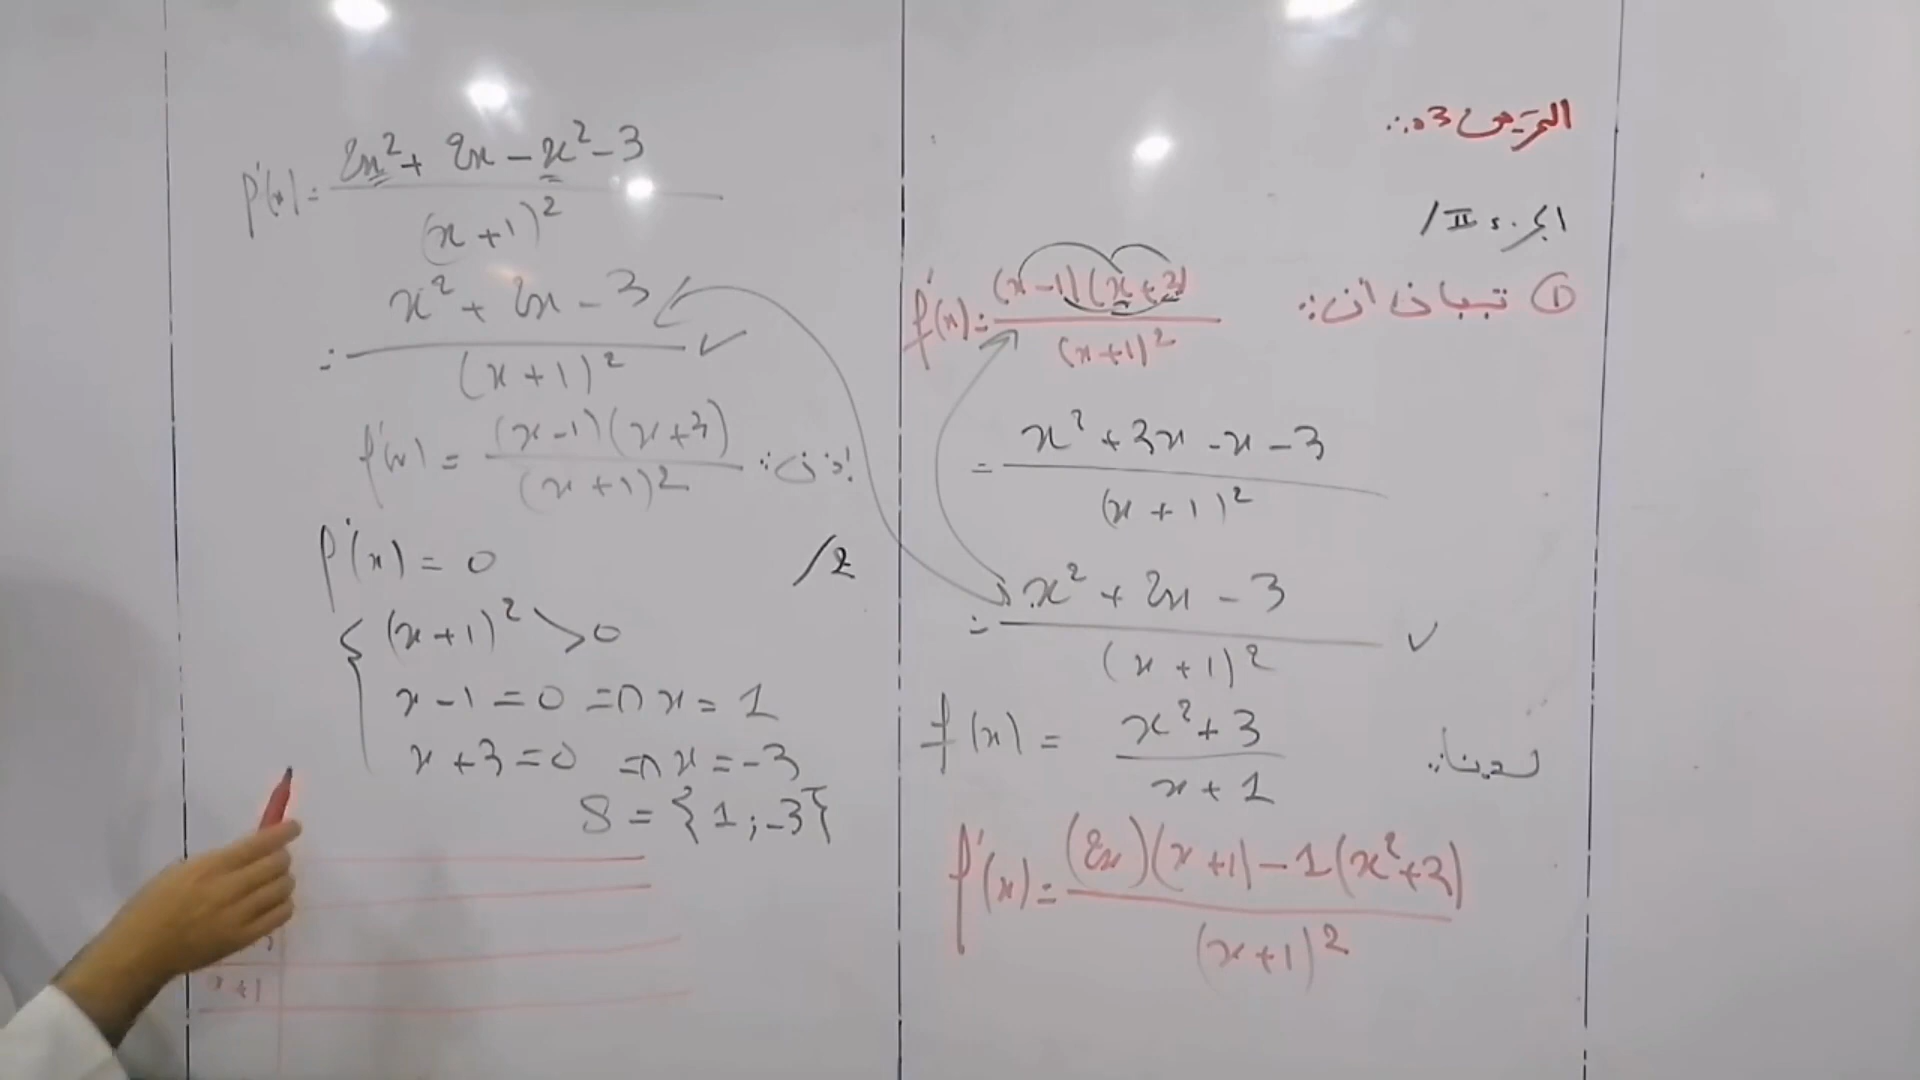 التمرين 03 :
الجزء II /
① تبيان أن :
f'(x) = (x-1)(x+3) / (x+1)²
= x² + 3x - x - 3 / (x+1)²
= x² + 2x - 3 / (x+1)² ✓
لدينا : f(x) = x² + 3 / x + 1
f'(x) = (2x)(x+1) - 1(x²+3) / (x+1)²
f'(x) = 2x² + 2x - x² - 3 / (x+1)²
= x² + 2x - 3 / (x+1)² ✓
إذن : f'(x) = (x-1)(x+3) / (x+1)²
2/ f'(x) = 0
{ (x+1)² > 0
x - 1 = 0 => x = 1
x + 3 = 0 => x = -3
S = {1 ; -3}
x+1